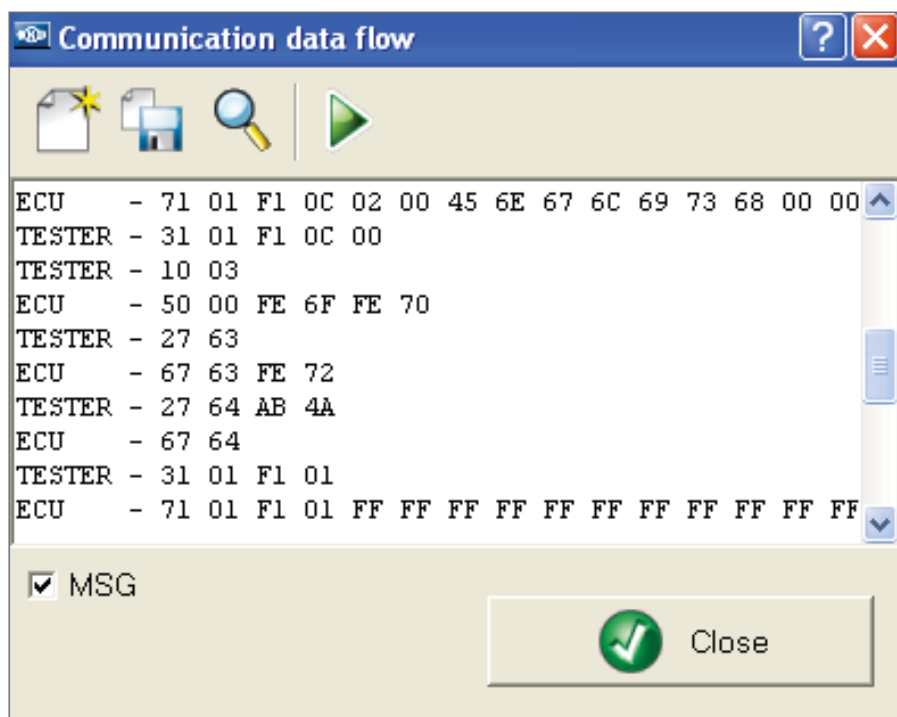 Communication data flow
ECU - 71 01 F1 0C 02 00 45 6E 67 6C 69 73 68 00 00
TESTER - 31 01 F1 0C 00
TESTER - 10 03
ECU - 50 00 FE 6F FE 70
TESTER - 27 63
ECU - 67 63 FE 72
TESTER - 27 64 AB 4A
ECU - 67 64
TESTER - 31 01 F1 01
ECU - 71 01 F1 01 FF FF FF FF FF FF FF FF FF FF FF
MSG
Close